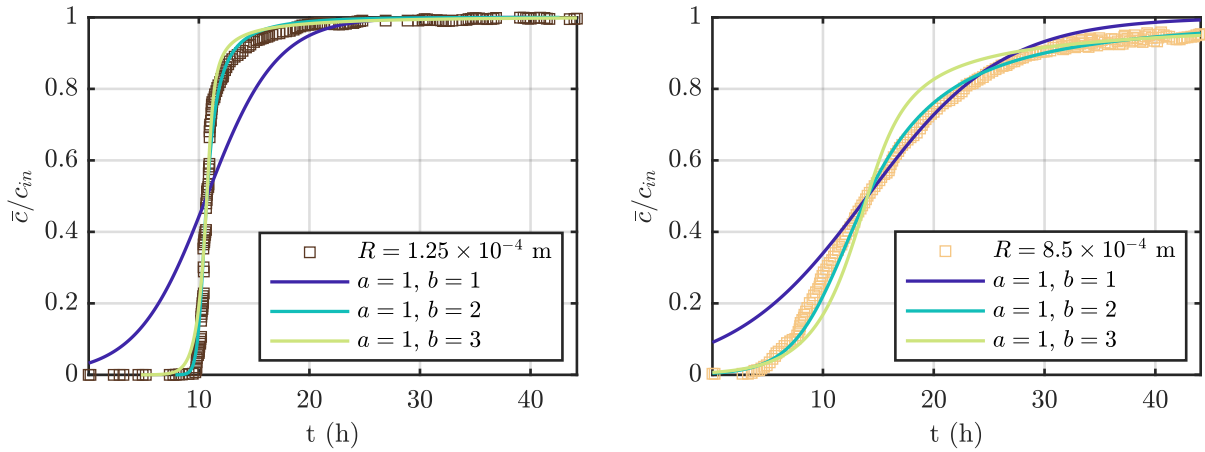 1
0.8
0.6
0.4
0.2
0
c̄/c_in
10
20
30
40
t (h)
R = 1.25 × 10⁻⁴ m
a = 1, b = 1
a = 1, b = 2
a = 1, b = 3
1
0.8
0.6
0.4
0.2
0
c̄/c_in
10
20
30
40
t (h)
R = 8.5 × 10⁻⁴ m
a = 1, b = 1
a = 1, b = 2
a = 1, b = 3